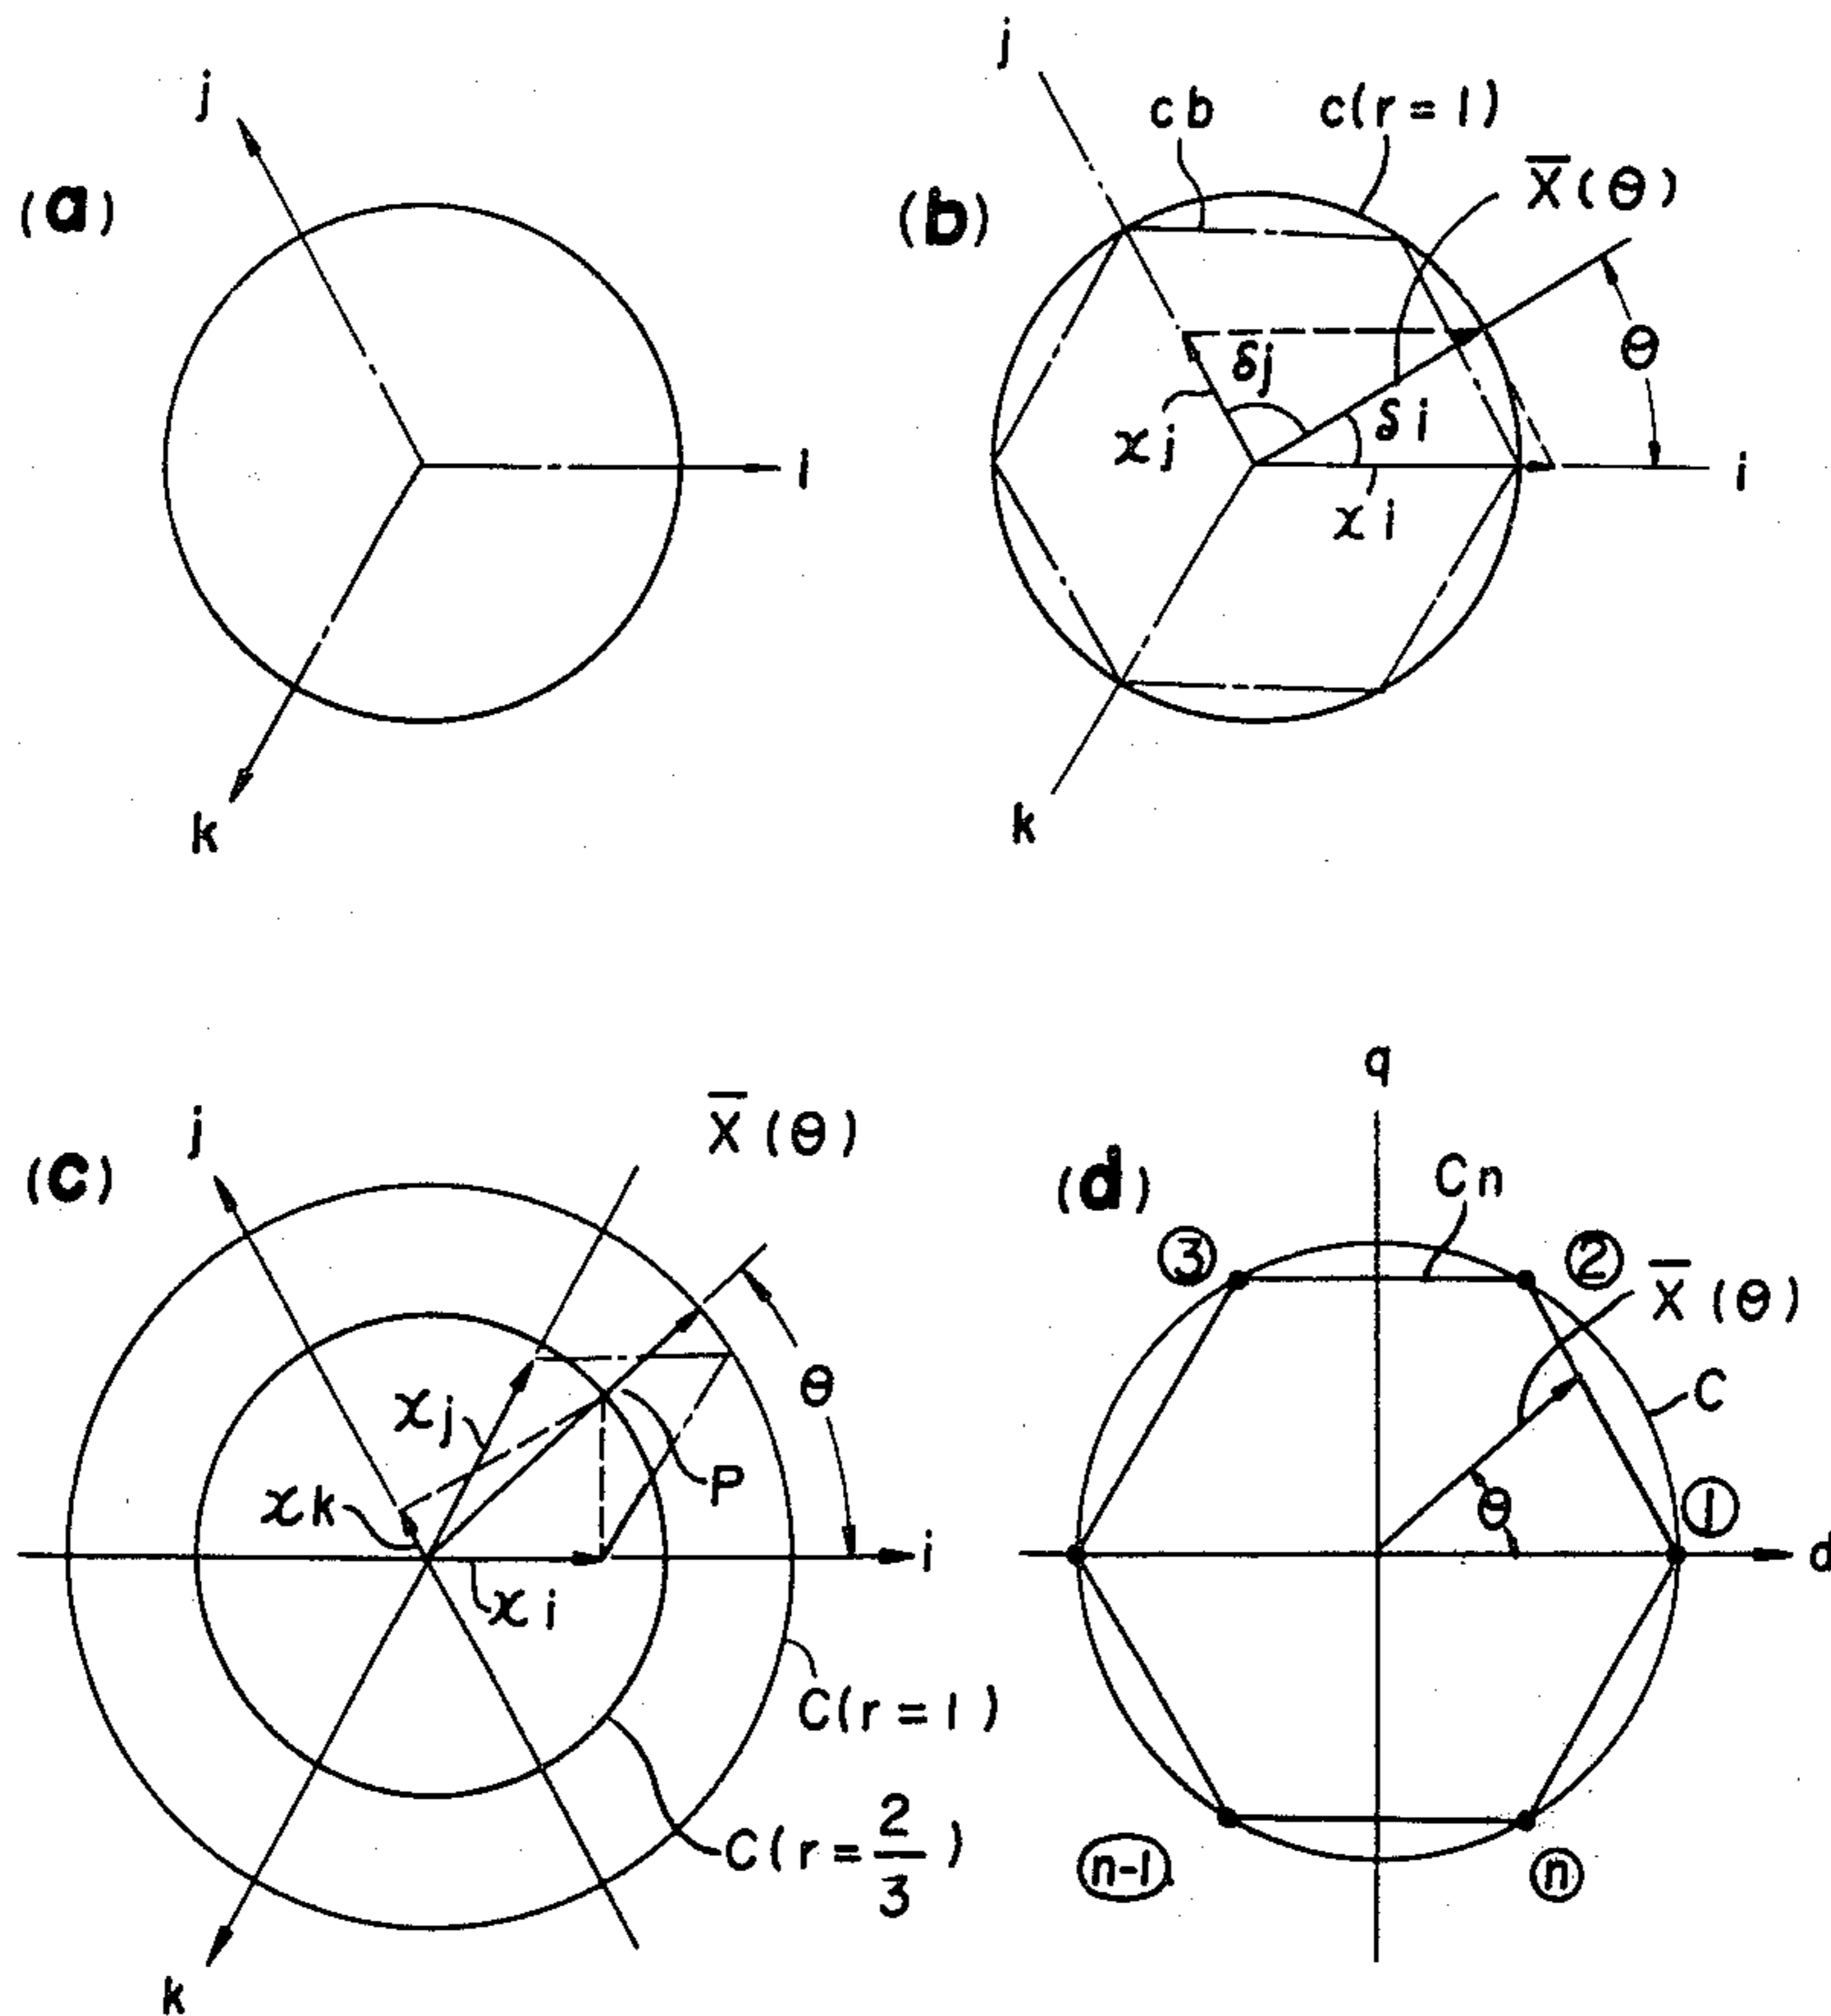 (a)
j
l
k
(b)
j
cb
c(r=1)
X̅(θ)
θ
δj
δi
xj
xi
i
k
(c)
j
X̅(θ)
θ
xj
P
xk
xi
i
C(r=1)
C(r=2/3)
k
(d)
q
Cn
③
②
X̅(θ)
C
θ
①
d
n-1
ⓝ